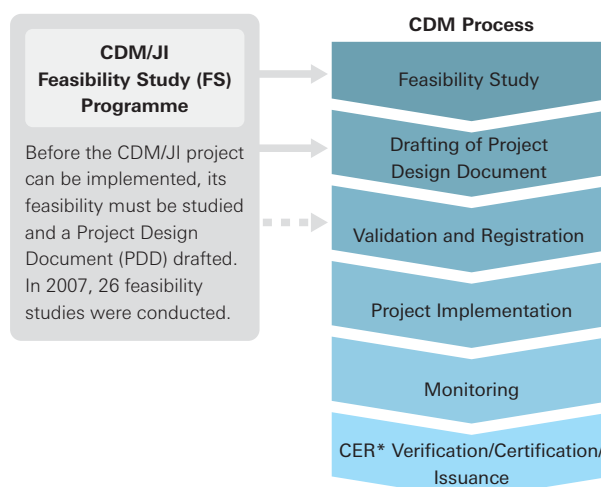 CDM/JI
Feasibility Study (FS)
Programme
Before the CDM/JI project
can be implemented, its
feasibility must be studied
and a Project Design
Document (PDD) drafted.
In 2007, 26 feasibility
studies were conducted.
CDM Process
Feasibility Study
Drafting of Project
Design Document
Validation and Registration
Project Implementation
Monitoring
CER* Verification/Certification/
Issuance